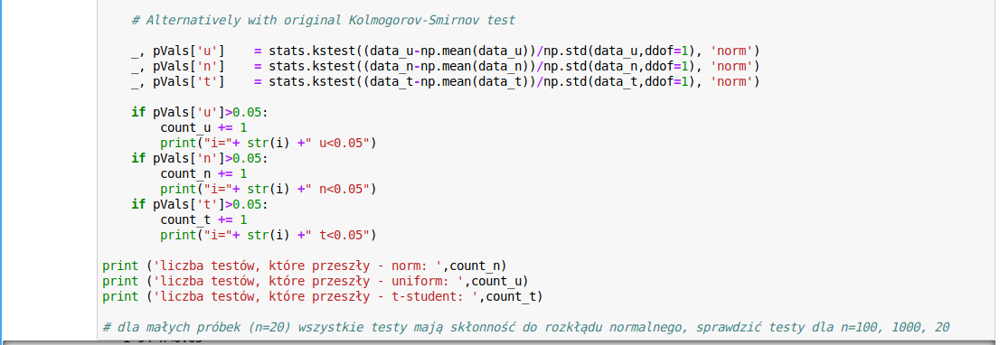 # Alternatively with original Kolmogorov-Smirnov test
_, pVals['u'] = stats.kstest((data_u-np.mean(data_u))/np.std(data_u,ddof=1), 'norm')
_, pVals['n'] = stats.kstest((data_n-np.mean(data_n))/np.std(data_n,ddof=1), 'norm')
_, pVals['t'] = stats.kstest((data_t-np.mean(data_t))/np.std(data_t,ddof=1), 'norm')
if pVals['u']>0.05:
count_u += 1
print("i="+ str(i) +" u<0.05")
if pVals['n']>0.05:
count_n += 1
print("i="+ str(i) +" n<0.05")
if pVals['t']>0.05:
count_t += 1
print("i="+ str(i) +" t<0.05")
print ('liczba testów, które przeszły - norm: ',count_n)
print ('liczba testów, które przeszły - uniform: ',count_u)
print ('liczba testów, które przeszły - t-student: ',count_t)
# dla małych próbek (n=20) wszystkie testy mają skłonność do rozkłądu normalnego, sprawdzić testy dla n=100, 1000, 20